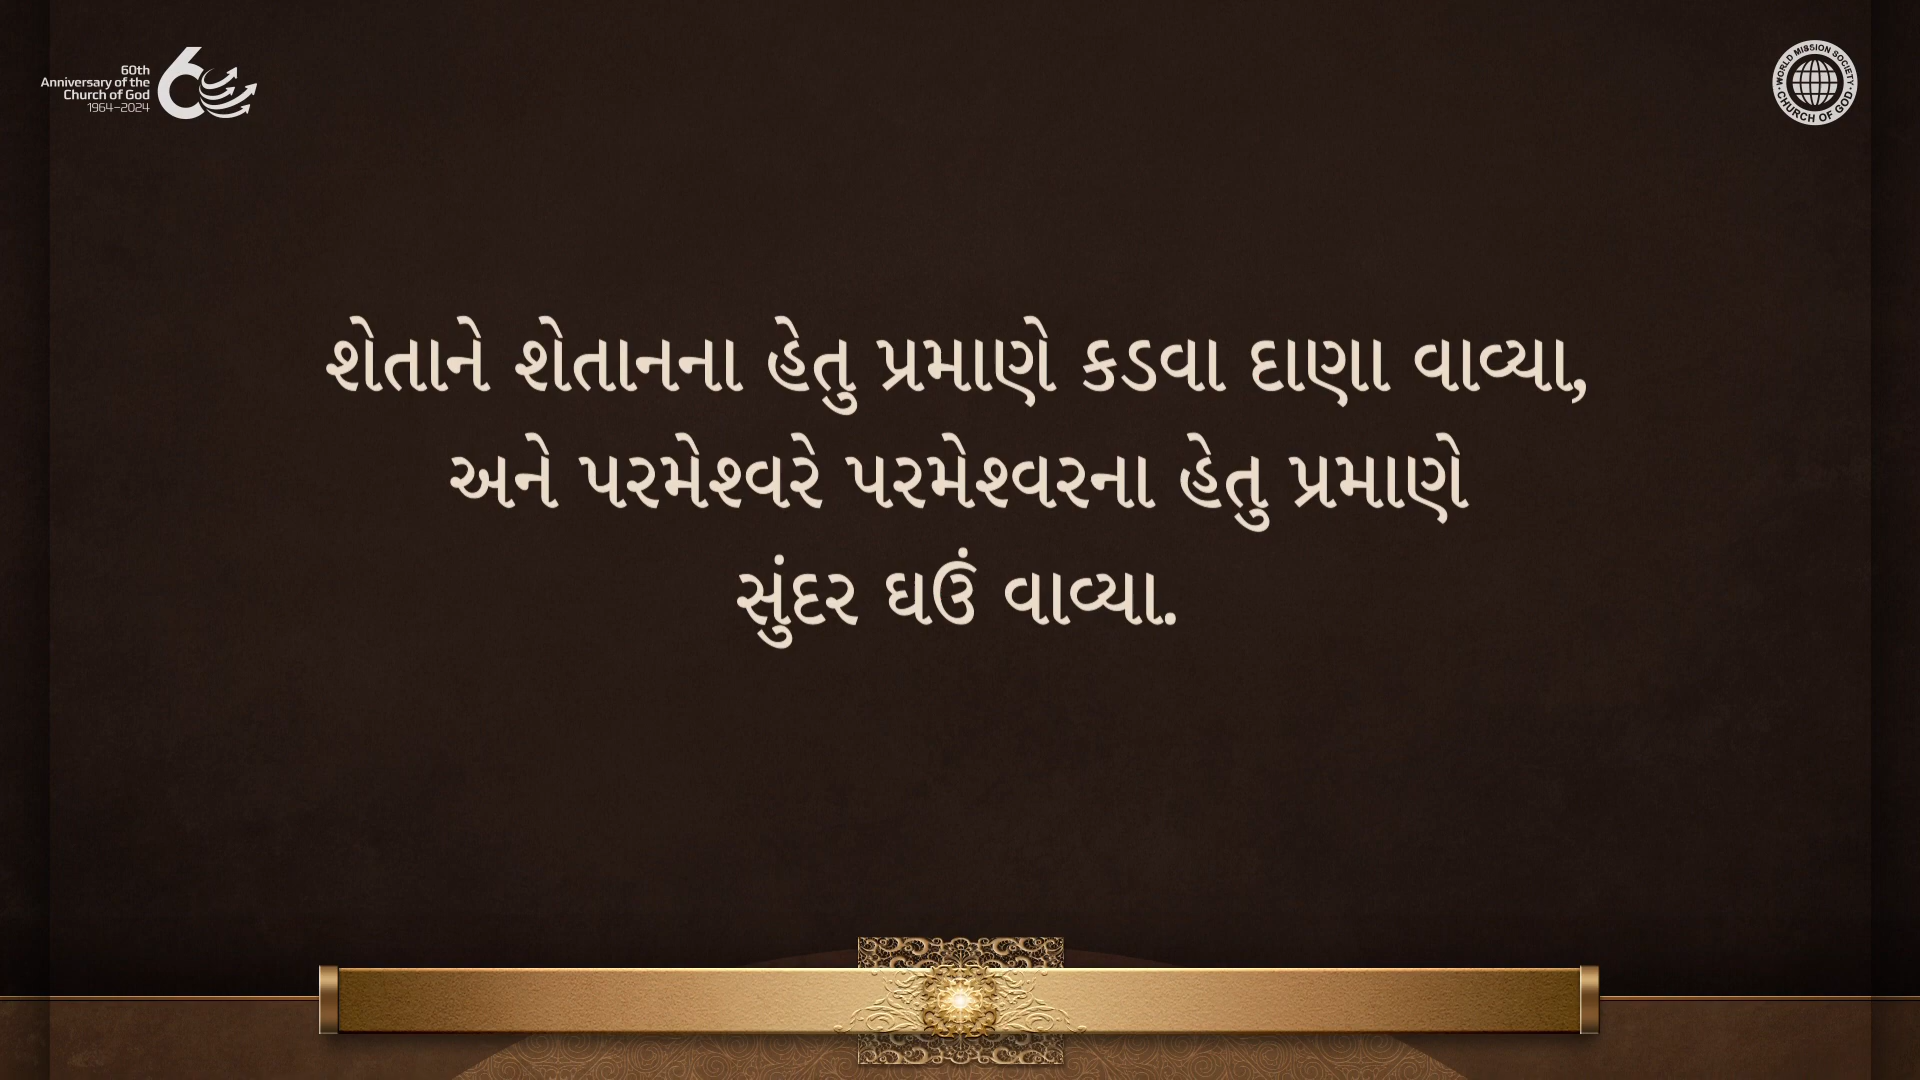 60th
Anniversary of the
Church of God
1964–2024
WORLD MISSION SOCIETY
CHURCH OF GOD
શેતાને શેતાનના હેતુ પ્રમાણે કડવા દાણા વાવ્યા,
અને પરમેશ્વરે પરમેશ્વરના હેતુ પ્રમાણે
સુંદર ઘઉં વાવ્યા.